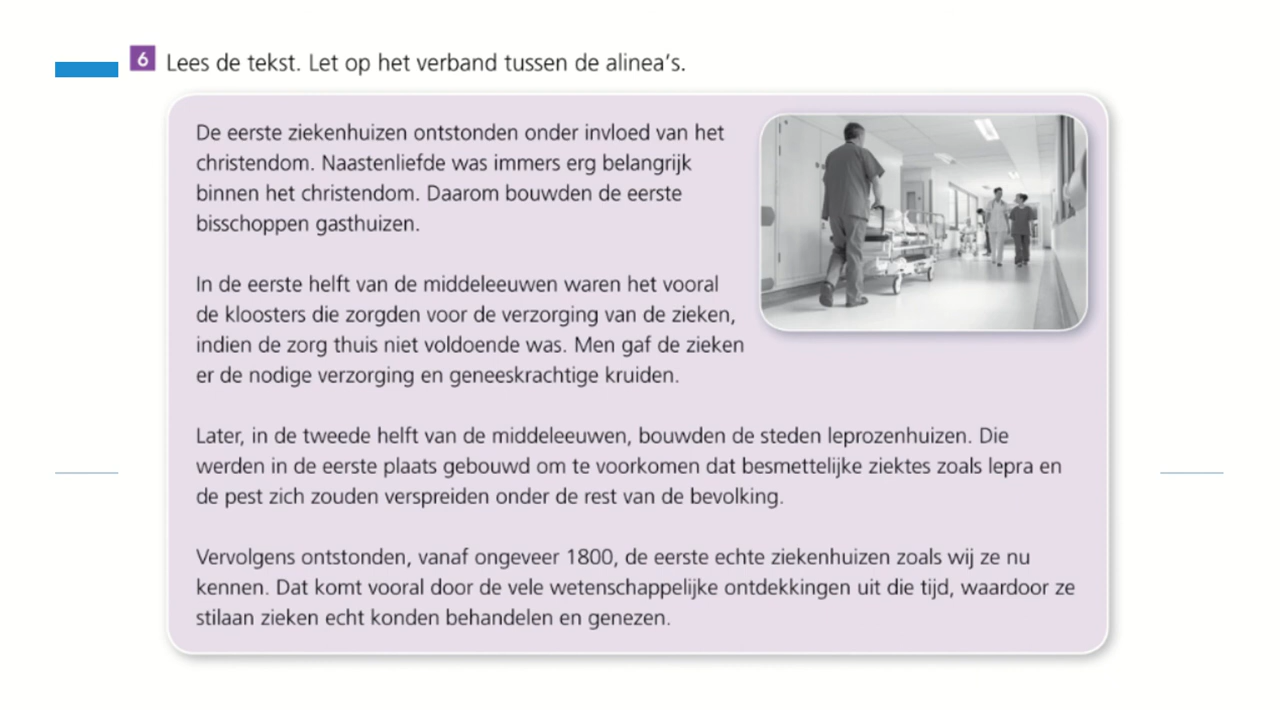 6 Lees de tekst. Let op het verband tussen de alinea's.
De eerste ziekenhuizen ontstonden onder invloed van het
christendom. Naastenliefde was immers erg belangrijk
binnen het christendom. Daarom bouwden de eerste
bisschoppen gasthuizen.
In de eerste helft van de middeleeuwen waren het vooral
de kloosters die zorgden voor de verzorging van de zieken,
indien de zorg thuis niet voldoende was. Men gaf de zieken
er de nodige verzorging en geneeskrachtige kruiden.
Later, in de tweede helft van de middeleeuwen, bouwden de steden leprozenhuizen. Die
werden in de eerste plaats gebouwd om te voorkomen dat besmettelijke ziektes zoals lepra en
de pest zich zouden verspreiden onder de rest van de bevolking.
Vervolgens ontstonden, vanaf ongeveer 1800, de eerste echte ziekenhuizen zoals wij ze nu
kennen. Dat komt vooral door de vele wetenschappelijke ontdekkingen uit die tijd, waardoor ze
stilaan zieken echt konden behandelen en genezen.